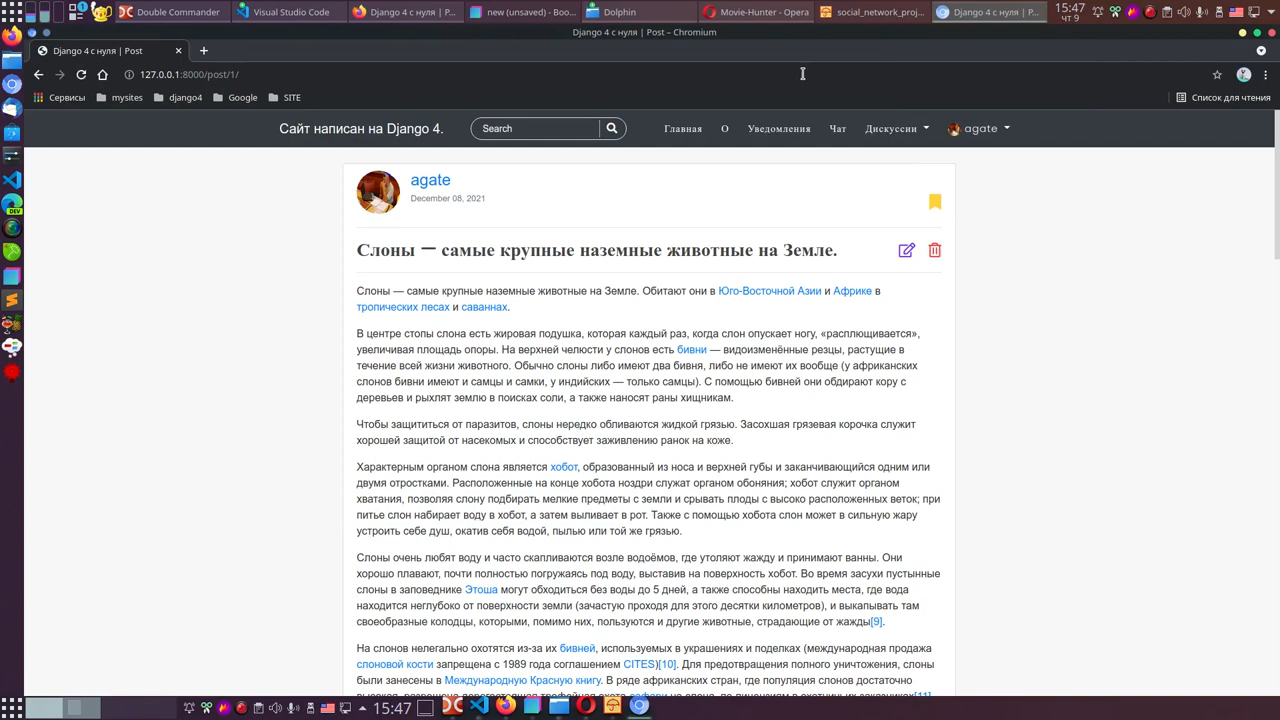 Double Commander
Visual Studio Code
Django 4 с нуля | P...
new (unsaved) - Boo...
Dolphin
Movie-Hunter - Opera
social_network_proj...
Django 4 с нуля | P...
15:47
ЧТ 9
Django 4 с нуля | Post – Chromium
Django 4 с нуля | Post
127.0.0.1:8000/post/1/
Сервисы
mysites
django4
Google
SITE
Список для чтения
Сайт написан на Django 4.
Search
Главная
О
Уведомления
Чат
Дискуссии
agate
agate
December 08, 2021
Слоны — самые крупные наземные животные на Земле.
Слоны — самые крупные наземные животные на Земле. Обитают они в Юго-Восточной Азии и Африке в
тропических лесах и саваннах.
В центре стопы слона есть жировая подушка, которая каждый раз, когда слон опускает ногу, «расплющивается»,
увеличивая площадь опоры. На верхней челюсти у слонов есть бивни — видоизменённые резцы, растущие в
течение всей жизни животного. Обычно слоны либо имеют два бивня, либо не имеют их вообще (у африканских
слонов бивни имеют и самцы и самки, у индийских — только самцы). С помощью бивней они обдирают кору с
деревьев и рыхлят землю в поисках соли, а также наносят раны хищникам.
Чтобы защититься от паразитов, слоны нередко обливаются жидкой грязью. Засохшая грязевая корочка служит
хорошей защитой от насекомых и способствует заживлению ранок на коже.
Характерным органом слона является хобот, образованный из носа и верхней губы и заканчивающийся одним или
двумя отростками. Расположенные на конце хобота ноздри служат органом обоняния; хобот служит органом
хватания, позволяя слону подбирать мелкие предметы с земли и срывать плоды с высоко расположенных веток; при
питье слон набирает воду в хобот, а затем выливает в рот. Также с помощью хобота слон может в сильную жару
устроить себе душ, окатив себя водой, пылью или той же грязью.
Слоны очень любят воду и часто скапливаются возле водоёмов, где утоляют жажду и принимают ванны. Они
хорошо плавают, почти полностью погружаясь под воду, выставив на поверхность хобот. Во время засухи пустынные
слоны в заповеднике Этоша могут обходиться без воды до 5 дней, а также способны находить места, где вода
находится неглубоко от поверхности земли (зачастую проходя для этого десятки километров), и выкапывать там
своеобразные колодцы, которыми, помимо них, пользуются и другие животные, страдающие от жажды[9].
На слонов нелегально охотятся из-за их бивней, используемых в украшениях и поделках (международная продажа
слоновой кости запрещена с 1989 года соглашением CITES)[10]. Для предотвращения полного уничтожения, слоны
были занесены в Международную Красную книгу. В ряде африканских стран, где популяция слонов достаточно
DEV
15:47